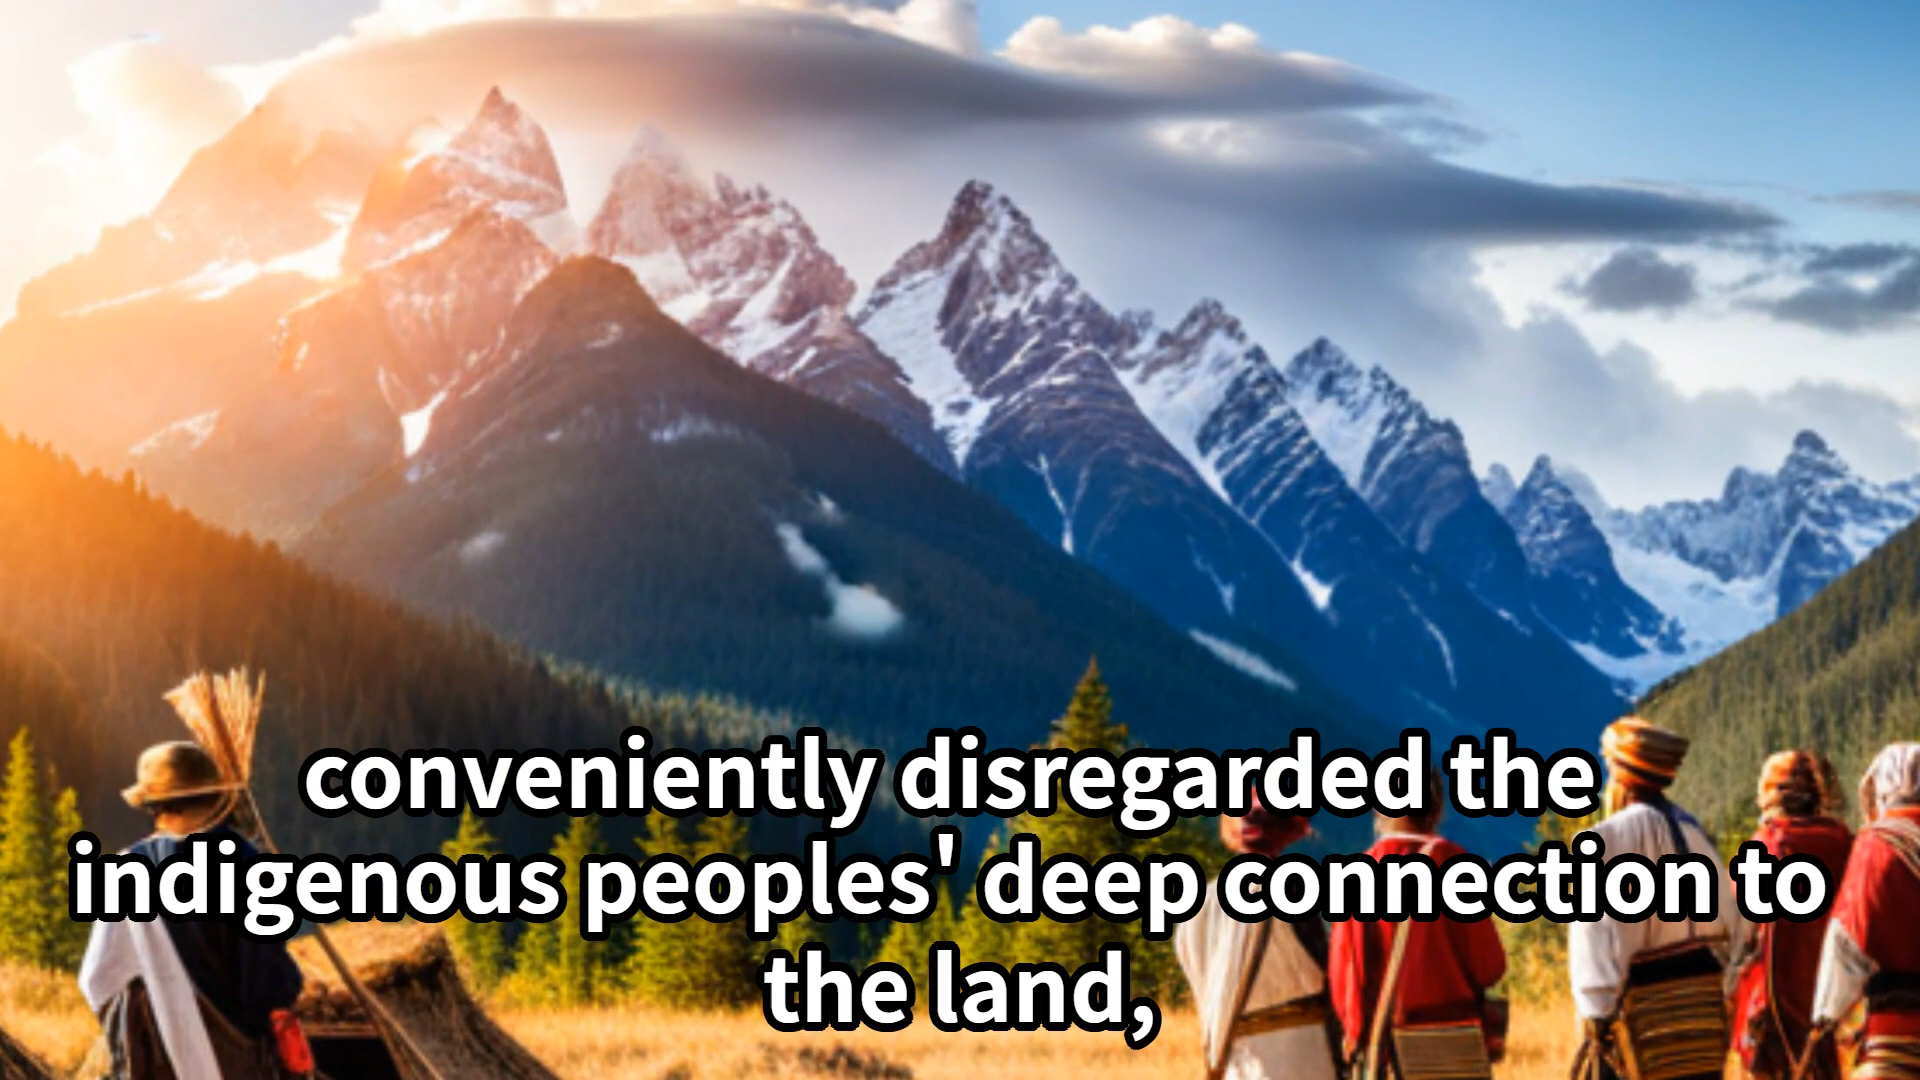 conveniently disregarded the
indigenous peoples' deep connection to
the land,